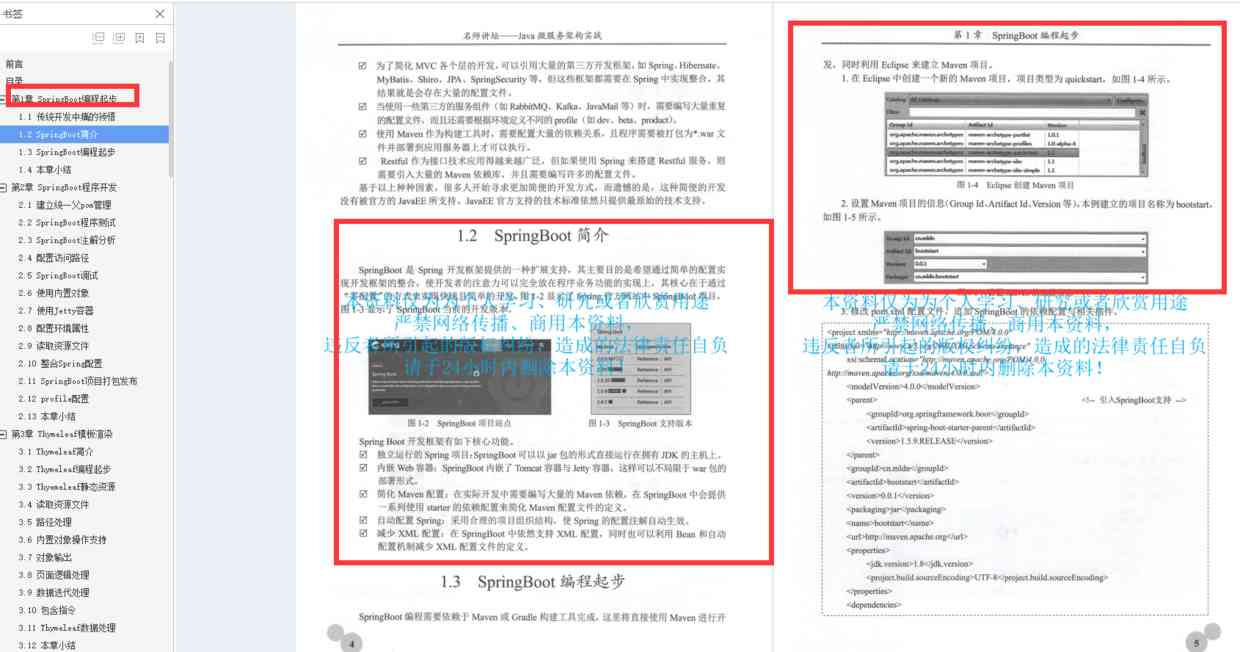 书签
前言
目录
第1章 SpringBoot编程起步
1.1 传统开发中痛的领悟
1.2 SpringBoot简介
1.3 SpringBoot编程起步
1.4 本章小结
第2章 SpringBoot程序开发
2.1 建立统一父pom管理
2.2 SpringBoot程序测试
2.3 SpringBoot注解分析
2.4 配置访问路径
2.5 SpringBoot调试
2.6 使用内置对象
2.7 使用Jetty容器
2.8 配置环境属性
2.9 读取资源文件
2.10 整合Spring配置
2.11 SpringBoot项目打包发布
2.12 profile配置
2.13 本章小结
第3章 Thymeleaf模板渲染
3.1 Thymeleaf简介
3.2 Thymeleaf编程起步
3.3 Thyemeleaf静态资源
3.4 读取资源文件
3.5 路径处理
3.6 内置对象操作支持
3.7 对象输出
3.8 页面逻辑处理
3.9 数据迭代处理
3.10 包含指令
3.11 Thymeleaf数据处理
3.12 本章小结
名师讲坛——Java 微服务架构实战
☑ 为了简化 MVC 各个层的开发，可以引用大量的第三方开发框架，如 Spring、Hibernate、
MyBatis、Shiro、JPA、SpringSecurity 等，但这些框架都需要在 Spring 中实现整合，其
结果就是会存在大量的配置文件。
☑ 当使用一些第三方的服务组件（如 RabbitMQ、Kafka、JavaMail 等）时，需要编写大量重复
的配置文件，而且还需要根据环境定义不同的 profile（如 dev、beta、product）。
☑ 使用 Maven 作为构建工具时，需要配置大量的依赖关系，且程序需要被打包为*.war 文
件并部署到应用服务器上才可以执行。
☑ Restful 作为接口技术应用得越来越广泛，但如果使用 Spring 来搭建 Restful 服务，则
需要引入大量的 Maven 依赖库，并且需要编写许多的配置文件。
基于以上种种因素，很多人开始寻求更加简便的开发方式，而遗憾的是，这种简便的开发
没有被官方的 JavaEE 所支持。JavaEE 官方支持的技术标准依然只提供最原始的技术支持。
1.2 SpringBoot 简介
SpringBoot 是 Spring 开发框架提供的一种扩展支持，其主要目的是希望通过简单的配置实
现开发框架的整合，使开发者的注意力可以完全放在程序业务功能的实现上，其核心在于通过
“零配置”的方式来实现快速且简单的开发。图 1-2 显示了 Spring 官方网站中 SpringBoot 项目，
图 1-3 显示了 SpringBoot 当前的开发版本。
本资料仅为为个人学习、研究或者欣赏用途
严禁网络传播、商用本资料，
违反者所引起的版权纠纷，造成的法律责任自负
请于24小时内删除本资料！
Spring Boot
Reference API
Reference API
Reference API
Reference API
图 1-2 SpringBoot 项目站点
图 1-3 SpringBoot 支持版本
Spring Boot 开发框架有如下核心功能。
☑ 独立运行的 Spring 项目：SpringBoot 可以以 jar 包的形式直接运行在拥有 JDK 的主机上。
☑ 内嵌 Web 容器：SpringBoot 内嵌了 Tomcat 容器与 Jetty 容器，这样可以不局限于 war 包的
部署形式。
☑ 简化 Maven 配置：在实际开发中需要编写大量的 Maven 依赖，在 SpringBoot 中会提供
一系列使用 starter 的依赖配置来简化 Maven 配置文件的定义。
☑ 自动配置 Spring：采用合理的项目组织结构，使 Spring 的配置注解自动生效。
☑ 减少 XML 配置：在 SpringBoot 中依然支持 XML 配置，同时也可以利用 Bean 和自动
配置机制减少 XML 配置文件的定义。
1.3 SpringBoot 编程起步
SpringBoot 编程需要依赖于 Maven 或 Gradle 构建工具完成，这里将直接使用 Maven 进行开
4
第 1 章 SpringBoot 编程起步
发，同时利用 Eclipse 来建立 Maven 项目。
1. 在 Eclipse 中创建一个新的 Maven 项目，项目类型为 quickstart，如图 1-4 所示。
Catalog: All Catalogs Configure...
Filter:
Group Id Artifact Id Version
org.apache.maven.archetypes maven-archetype-portlet 1.0.1
org.apache.maven.archetypes maven-archetype-profiles 1.0-alpha-4
org.apache.maven.archetypes maven-archetype-quickstart 1.1
org.apache.maven.archetypes maven-archetype-site 1.1
org.apache.maven.archetypes maven-archetype-site-simple 1.1
图 1-4 Eclipse 创建 Maven 项目
2. 设置 Maven 项目的信息（Group Id、Artifact Id、Version 等），本例建立的项目名称为 bootstart，
如图 1-5 所示。
Group Id: cn.mldn
Artifact Id: bootstart
Version: 0.0.1
Package: cn.mldn.bootstart
本资料仅为为个人学习、研究或者欣赏用途
3. 修改 pom.xml 配置文件，追加 SpringBoot 的依赖配置与相关插件。
严禁网络传播、商用本资料，
违反者所引起的版权纠纷，造成的法律责任自负
请于24小时内删除本资料！
<project xmlns="http://maven.apache.org/POM/4.0.0"
xsi:schemaLocation="http://maven.apache.org/POM/4.0.0
<modelVersion>4.0.0</modelVersion>
<parent> <!-- 引入SpringBoot支持 -->
<groupId>org.springframework.boot</groupId>
<artifactId>spring-boot-starter-parent</artifactId>
<version>1.5.9.RELEASE</version>
</parent>
<groupId>cn.mldn</groupId>
<artifactId>bootstart</artifactId>
<version>0.0.1</version>
<packaging>jar</packaging>
<name>bootstart</name>
<url>http://maven.apache.org</url>
<properties>
<jdk.version>1.8</jdk.version>
<project.build.sourceEncoding>UTF-8</project.build.sourceEncoding>
</properties>
<dependencies>
5